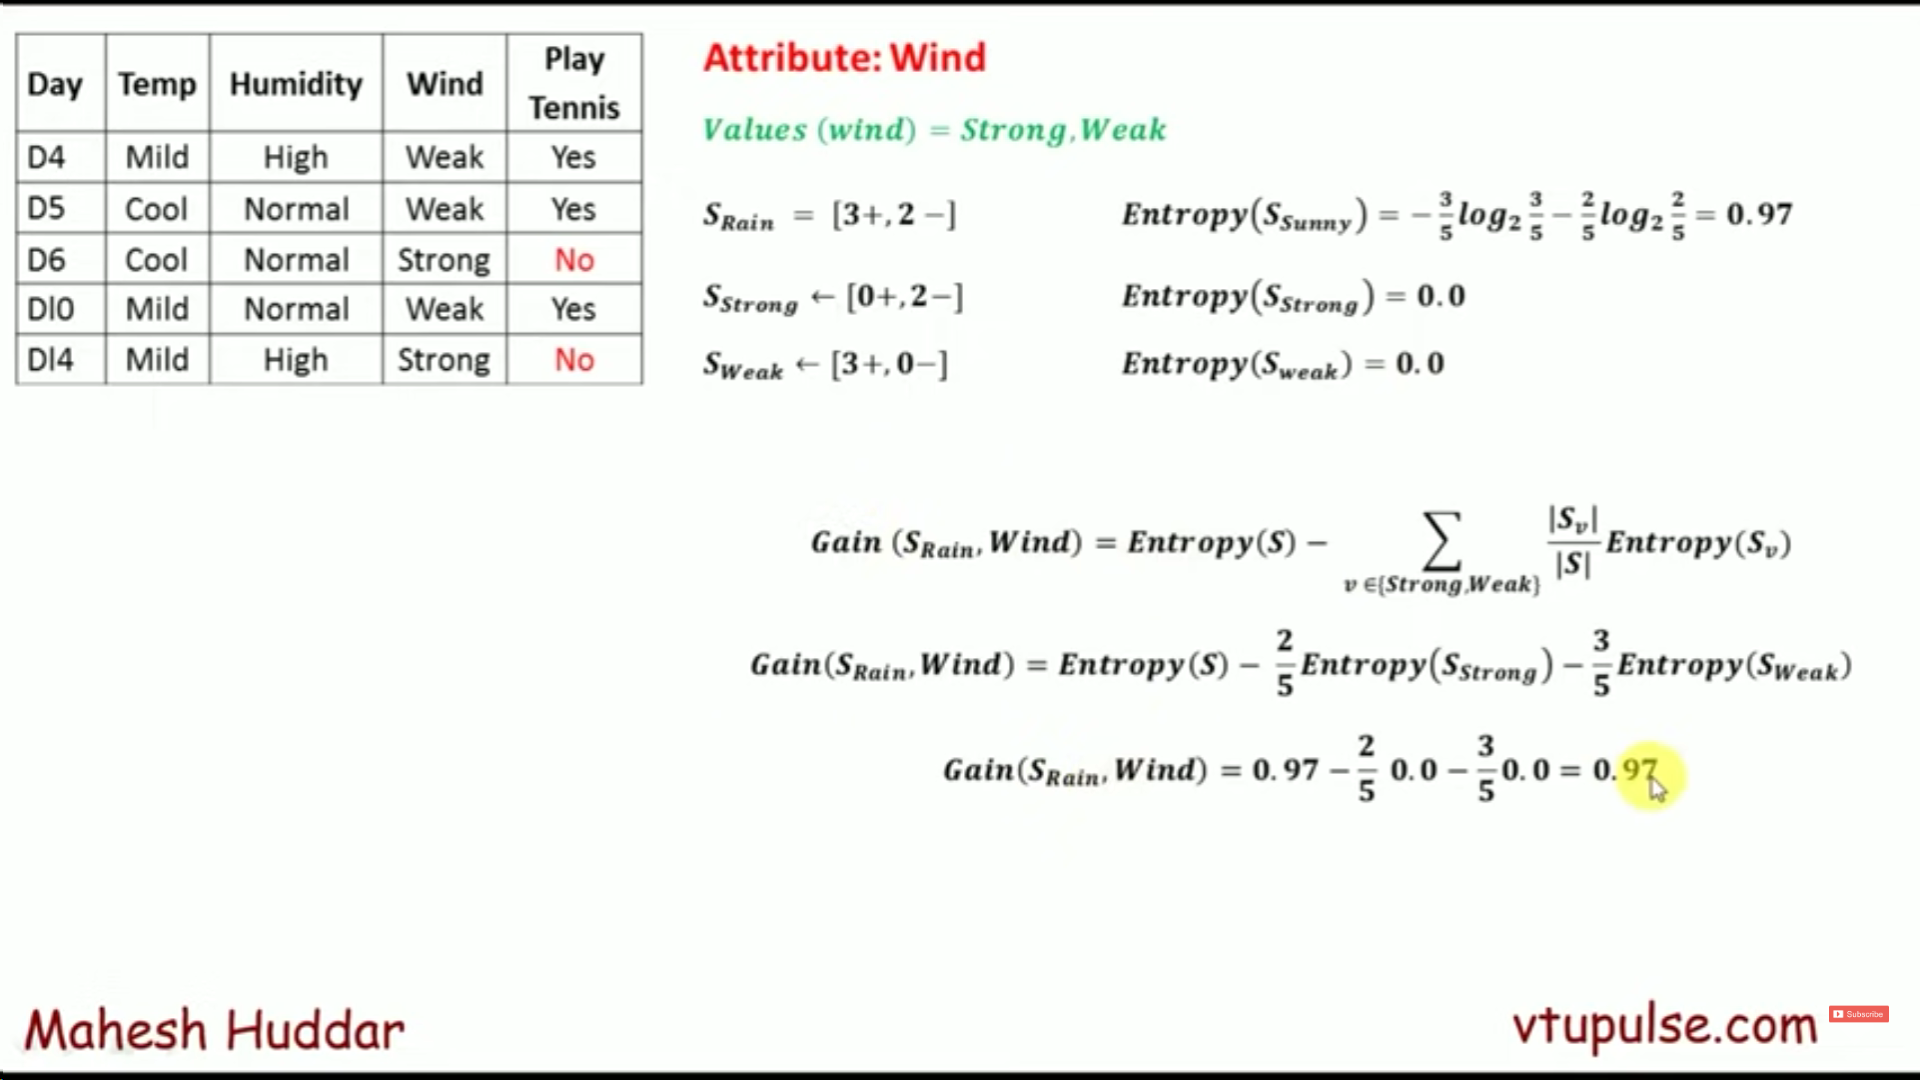 Day Temp Humidity Wind Play Tennis
D4 Mild High Weak Yes
D5 Cool Normal Weak Yes
D6 Cool Normal Strong No
Dl0 Mild Normal Weak Yes
Dl4 Mild High Strong No
Attribute: Wind
Values (wind) = Strong, Weak
S_Rain = [3+, 2 −] Entropy(S_Sunny) = − 3/5 log₂ 3/5 − 2/5 log₂ 2/5 = 0.97
S_Strong ← [0+, 2−] Entropy(S_Strong) = 0.0
S_Weak ← [3+, 0−] Entropy(S_weak) = 0.0
Gain (S_Rain, Wind) = Entropy(S) − ∑ v ∈{Strong,Weak} |S_v|/|S| Entropy(S_v)
Gain(S_Rain, Wind) = Entropy(S) − 2/5 Entropy(S_Strong) − 3/5 Entropy(S_Weak)
Gain(S_Rain, Wind) = 0.97 − 2/5 0.0 − 3/5 0.0 = 0.97
Mahesh Huddar
vtupulse.com
Subscribe